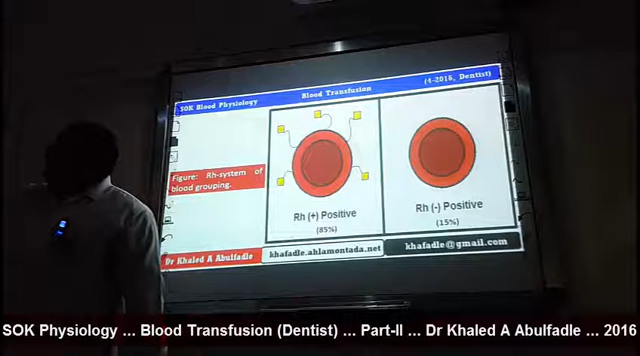 SOK Blood Physiology
Blood Transfusion
(4-2016, Dentist)
Figure: Rh-system of
blood grouping.
Rh (+) Positive
(85%)
Rh (-) Positive
(15%)
Dr Khaled A Abulfadle
khafadle.ahlamontada.net
khafadle@gmail.com
SOK Physiology ... Blood Transfusion (Dentist) ... Part-II ... Dr Khaled A Abulfadle ... 2016